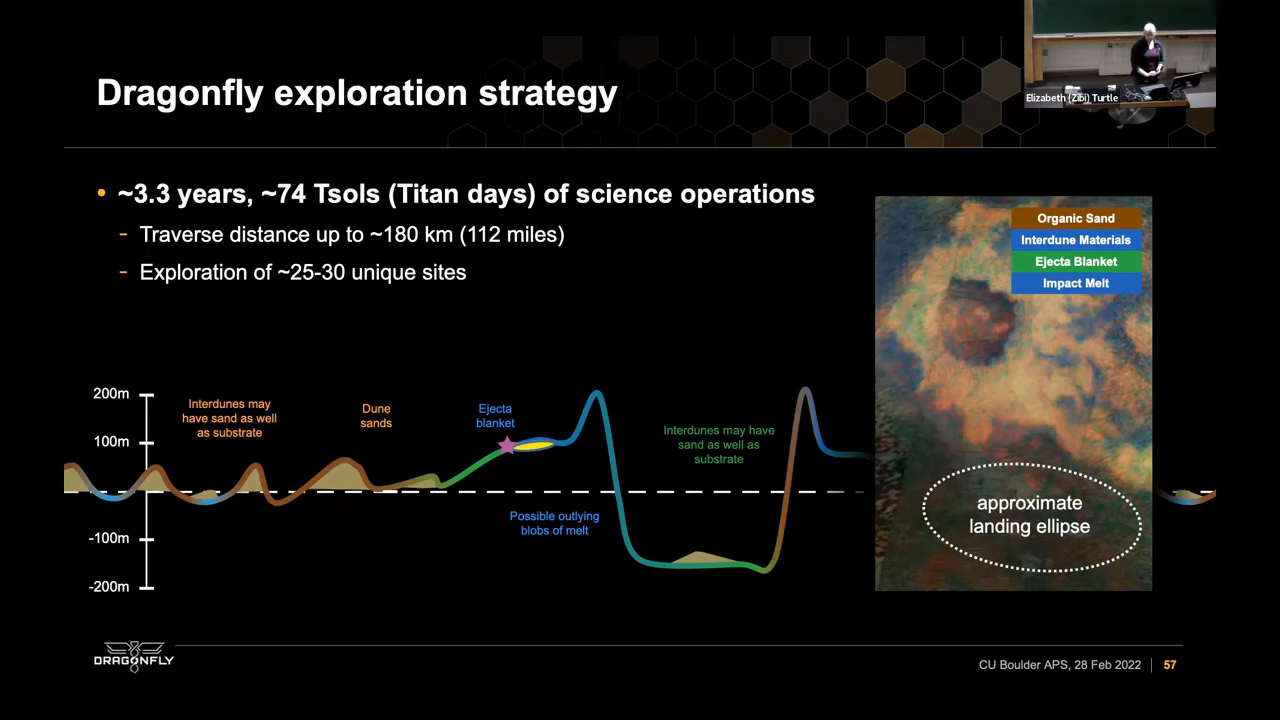 Elizabeth (Zibi) Turtle
Dragonfly exploration strategy
• ~3.3 years, ~74 Tsols (Titan days) of science operations
- Traverse distance up to ~180 km (112 miles)
- Exploration of ~25-30 unique sites
Organic Sand
Interdune Materials
Ejecta Blanket
Impact Melt
200m
100m
-100m
-200m
Interdunes may
have sand as well
as substrate
Dune
sands
Ejecta
blanket
Possible outlying
blobs of melt
Interdunes may have
sand as well as
substrate
approximate
landing ellipse
DRAGONFLY
CU Boulder APS, 28 Feb 2022 | 57